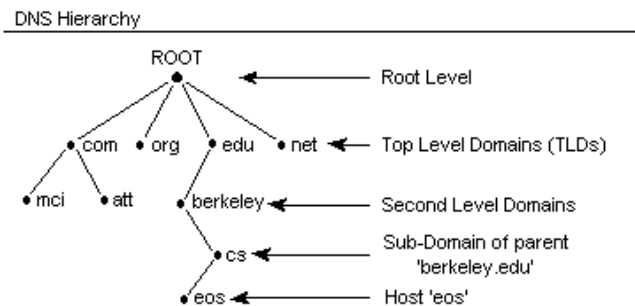 DNS Hierarchy
ROOT
Root Level
com org edu net Top Level Domains (TLDs)
mci att berkeley Second Level Domains
cs Sub-Domain of parent
'berkeley.edu'
eos Host 'eos'